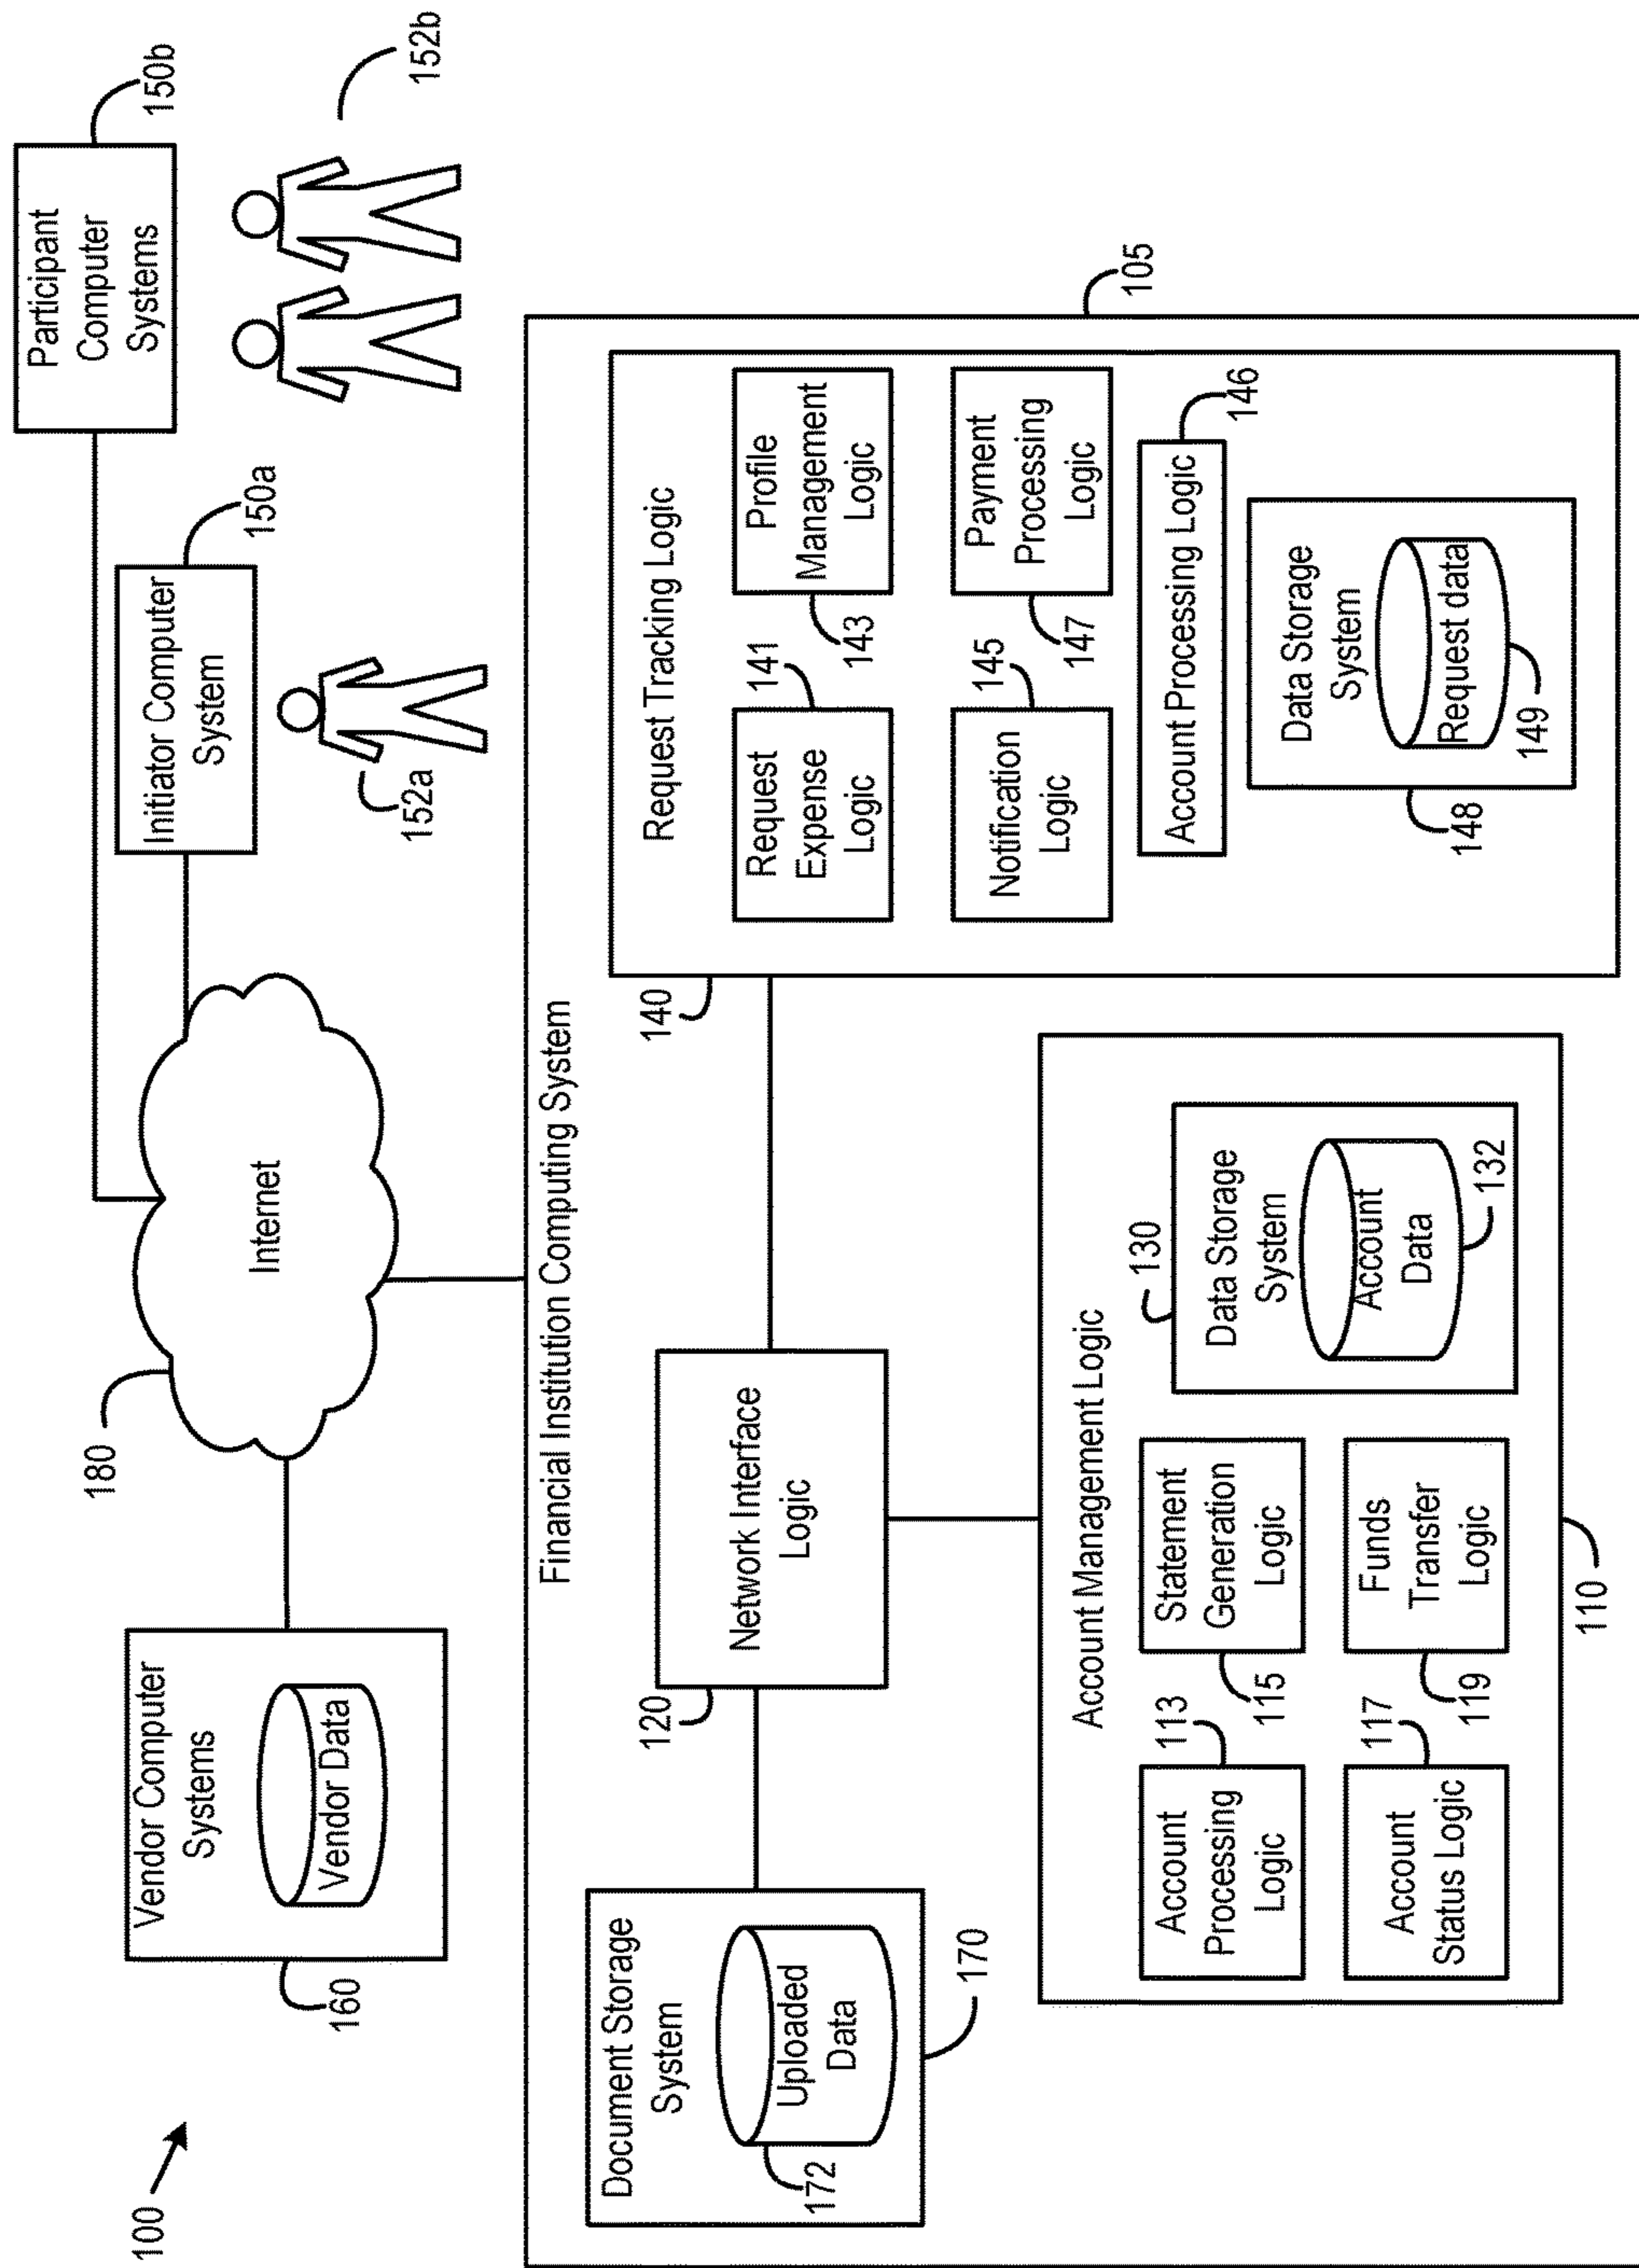 100
160
Vendor Computer
Systems
Vendor Data
180
Internet
Initiator Computer
System
150a
152a
Participant
Computer
Systems
150b
152b
Financial Institution Computing System
105
Document Storage
System
Uploaded
Data
172
170
120
Network Interface
Logic
140
Request Tracking Logic
Request
Expense
Logic
141
Profile
Management
Logic
143
Notification
Logic
145
Payment
Processing
Logic
147
Account Processing Logic
146
Data Storage
System
Request data
148
149
Account Management Logic
Account
Processing
Logic
113
Statement
Generation
Logic
115
Account
Status Logic
117
Funds
Transfer
Logic
119
130
Data Storage
System
Account
Data
132
110